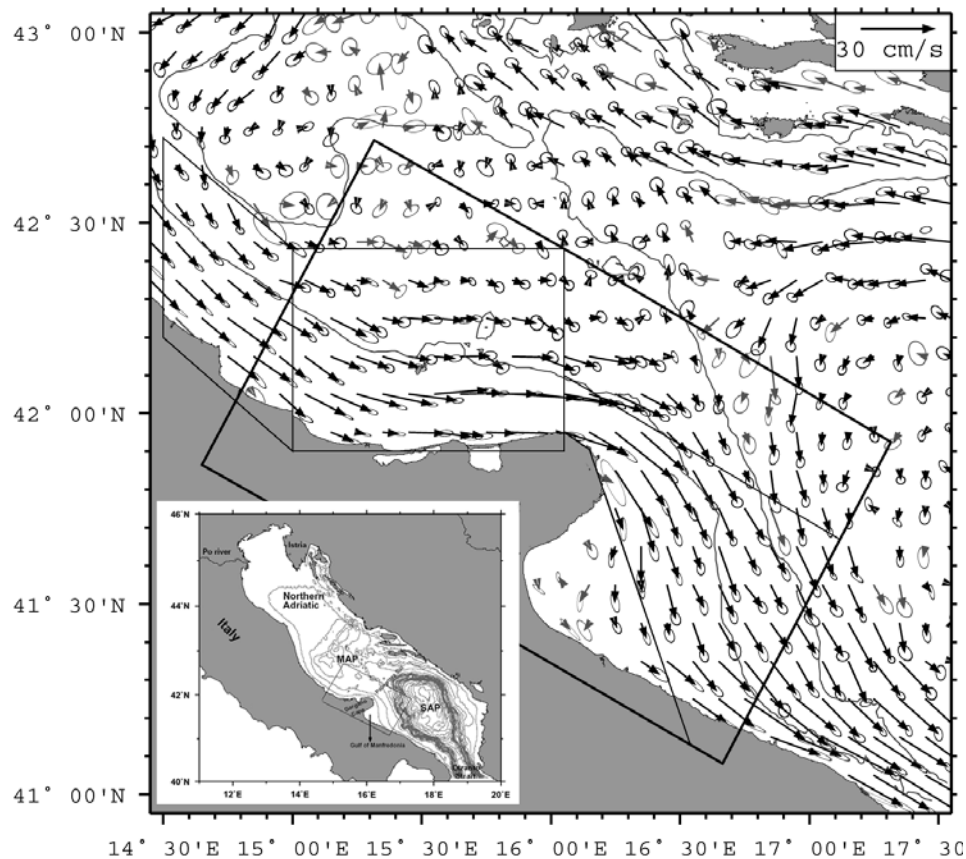 43° 00'N
30 cm/s
42° 30'N
42° 00'N
41° 30'N
41° 00'N
14° 30'E 15° 00'E 15° 30'E 16° 00'E 16° 30'E 17° 00'E 17° 30'E
46°N
44°N
42°N
40°N
Po river
Istria
Northern
Adriatic
Italy
MAP
SAP
Gulf of Manfredonia
Strait
12°E 14°E 16°E 18°E 20°E